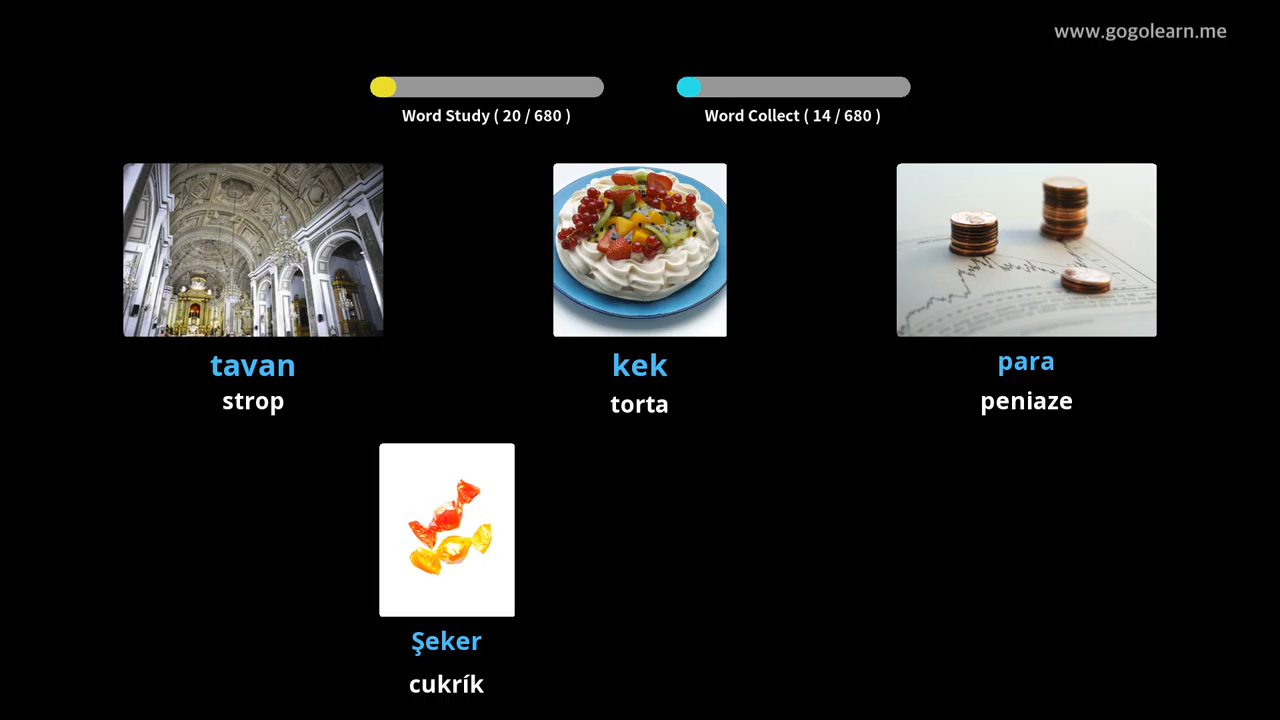 www.gogolearn.me
Word Study ( 20 / 680 )
Word Collect ( 14 / 680 )
tavan
strop
kek
torta
para
peniaze
Şeker
cukrík